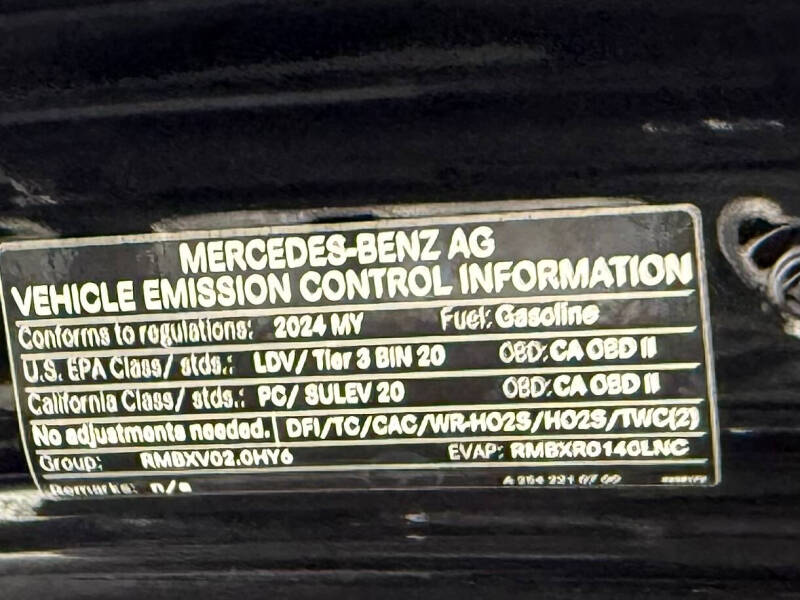 MERCEDES-BENZ AG
VEHICLE EMISSION CONTROL INFORMATION
Conforms to regulations: 2024 MY Fuel: Gasoline
U.S. EPA Class/ stds.: LDV/ Tier 3 BIN 20 OBD: CA OBD II
California Class/ stds.: PC/ SULEV 20 OBD: CA OBD II
No adjustments needed. DFI/TC/CAC/WR-HO2S/HO2S/TWC(2)
Group: RMBXV02.0HY6 EVAP: RMBXR0140LNC
Remarks: n/a